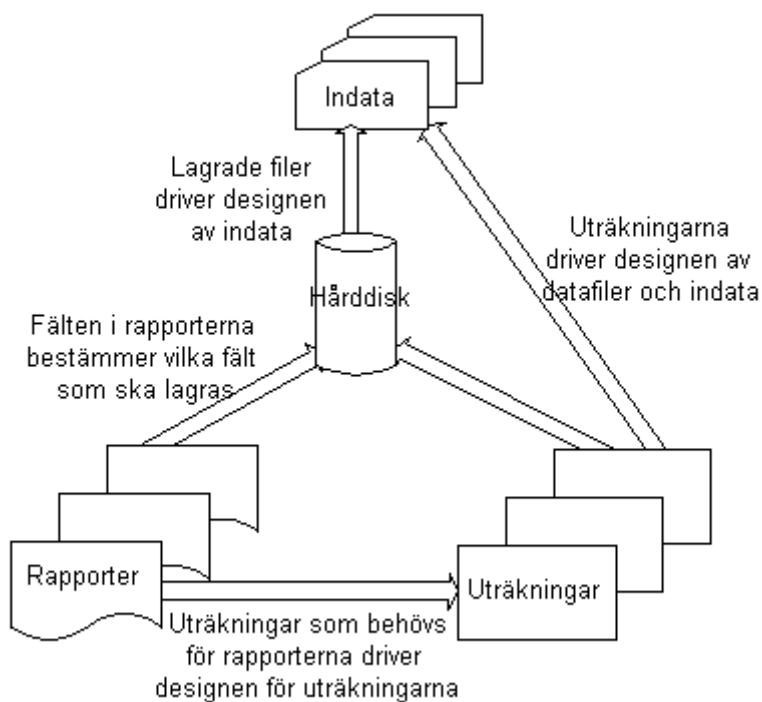 Indata
Lagrade filer
driver designen
av indata
Uträkningarna
driver designen av
datafiler och indata
Hårddisk
Fälten i rapporterna
bestämmer vilka fält
som ska lagras
Rapporter
Uträkningar
Uträkningar som behövs
för rapporterna driver
designen för uträkningarna